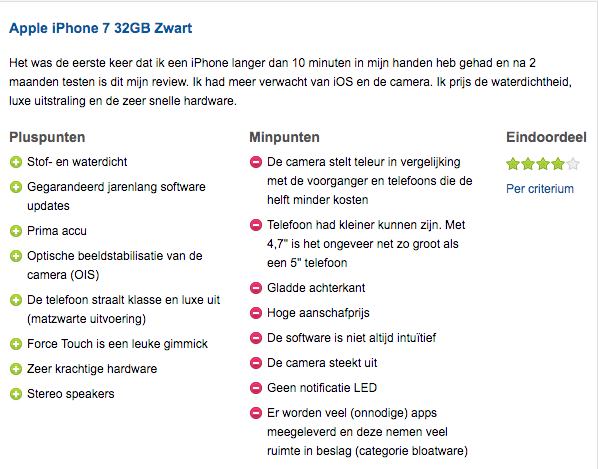 Apple iPhone 7 32GB Zwart
Het was de eerste keer dat ik een iPhone langer dan 10 minuten in mijn handen heb gehad en na 2
maanden testen is dit mijn review. Ik had meer verwacht van iOS en de camera. Ik prijs de waterdichtheid,
luxe uitstraling en de zeer snelle hardware.
Pluspunten
Stof- en waterdicht
Gegarandeerd jarenlang software
updates
Prima accu
Optische beeldstabilisatie van de
camera (OIS)
De telefoon straalt klasse en luxe uit
(matzwarte uitvoering)
Force Touch is een leuke gimmick
Zeer krachtige hardware
Stereo speakers
Minpunten
De camera stelt teleur in vergelijking
met de voorganger en telefoons die de
helft minder kosten
Telefoon had kleiner kunnen zijn. Met
4,7" is het ongeveer net zo groot als
een 5" telefoon
Gladde achterkant
Hoge aanschafprijs
De software is niet altijd intuïtief
De camera steekt uit
Geen notificatie LED
Er worden veel (onnodige) apps
meegeleverd en deze nemen veel
ruimte in beslag (categorie bloatware)
Eindoordeel
Per criterium